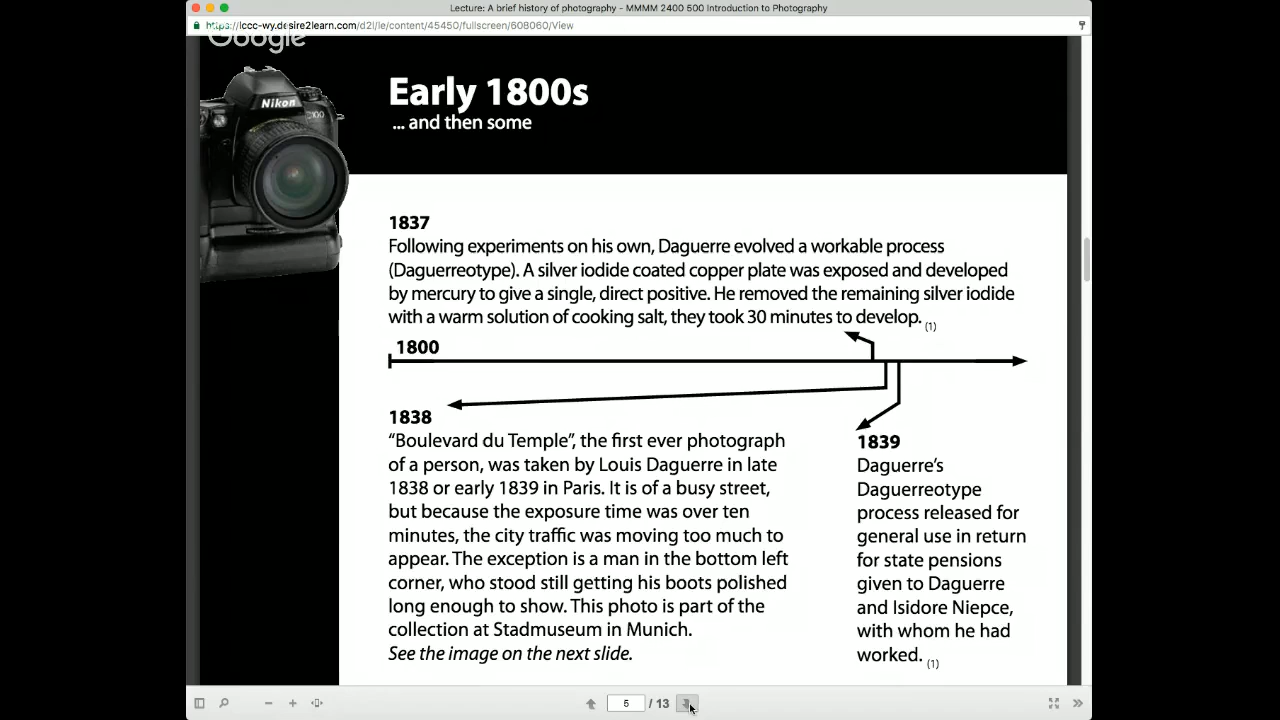 Lecture: A brief history of photography - MMMM 2400 500 Introduction to Photography
https://lccc-wy.desire2learn.com/d2l/le/content/45450/fullscreen/608060/View
Google
Nikon
D100
Early 1800s
... and then some
1837
Following experiments on his own, Daguerre evolved a workable process
(Daguerreotype). A silver iodide coated copper plate was exposed and developed
by mercury to give a single, direct positive. He removed the remaining silver iodide
with a warm solution of cooking salt, they took 30 minutes to develop. (1)
1800
1838
“Boulevard du Temple”, the first ever photograph
of a person, was taken by Louis Daguerre in late
1838 or early 1839 in Paris. It is of a busy street,
but because the exposure time was over ten
minutes, the city traffic was moving too much to
appear. The exception is a man in the bottom left
corner, who stood still getting his boots polished
long enough to show. This photo is part of the
collection at Stadmuseum in Munich.
See the image on the next slide.
1839
Daguerre’s
Daguerreotype
process released for
general use in return
for state pensions
given to Daguerre
and Isidore Niepce,
with whom he had
worked. (1)
5 / 13